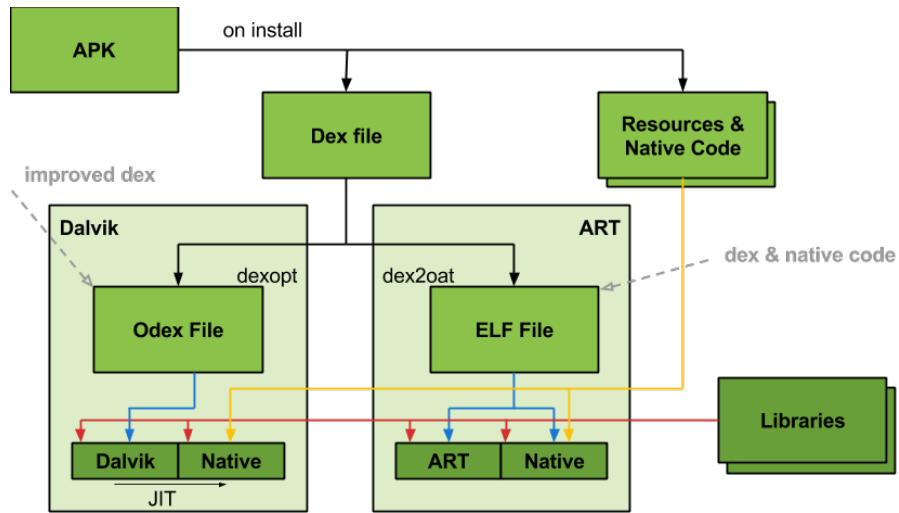 APK
on install
Dex file
Resources &
Native Code
improved dex
Dalvik
ART
dexopt
dex2oat
dex & native code
Odex File
ELF File
Libraries
Dalvik
Native
ART
Native
JIT